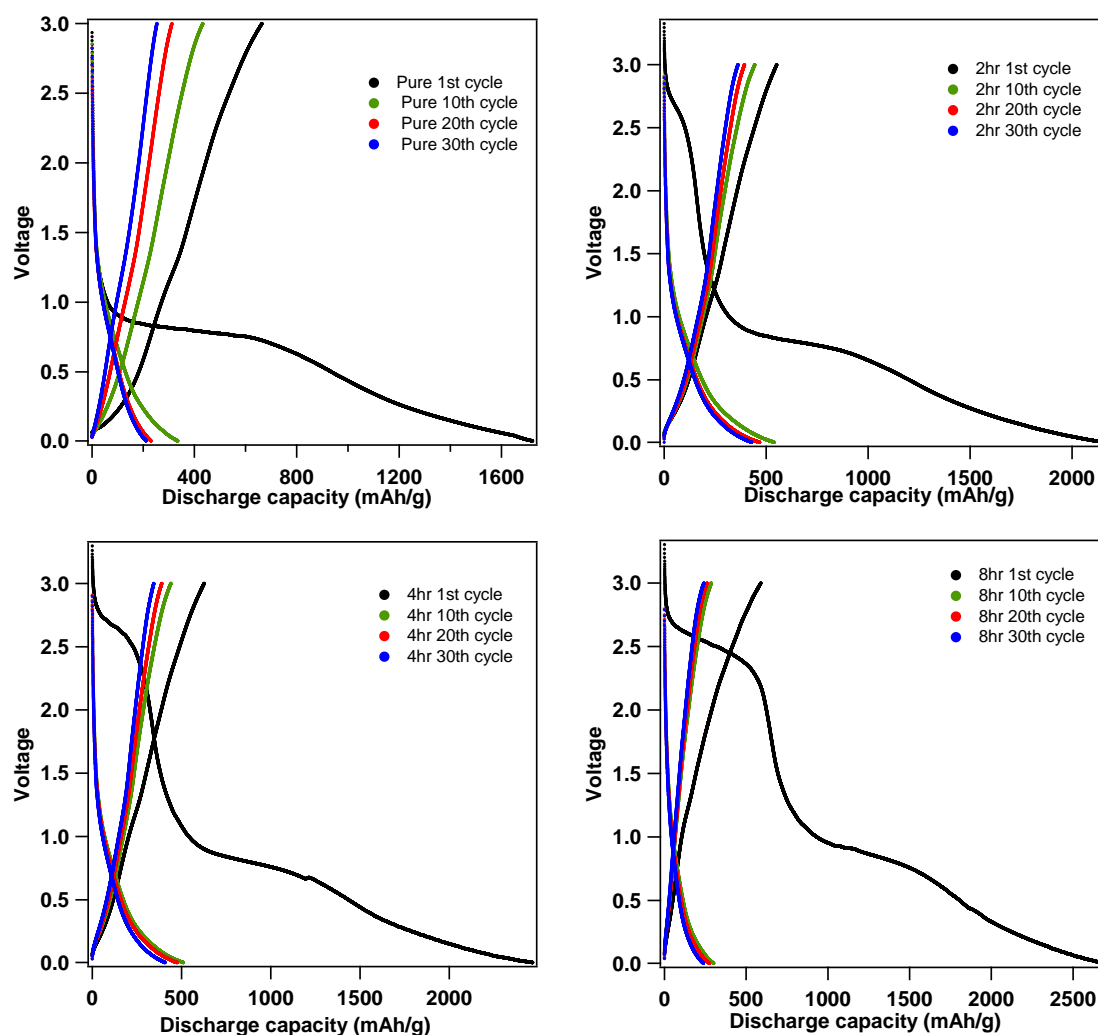 3.0
2.5
2.0
1.5
1.0
0.5
0.0
Voltage
Pure 1st cycle
Pure 10th cycle
Pure 20th cycle
Pure 30th cycle
0 400 800 1200 1600
Discharge capacity (mAh/g)
3.0
2.5
2.0
1.5
1.0
0.5
0.0
Voltage
2hr 1st cycle
2hr 10th cycle
2hr 20th cycle
2hr 30th cycle
0 500 1000 1500 2000
Discharge capacity (mAh/g)
3.0
2.5
2.0
1.5
1.0
0.5
0.0
Voltage
4hr 1st cycle
4hr 10th cycle
4hr 20th cycle
4hr 30th cycle
0 500 1000 1500 2000
Discharge capacity (mAh/g)
3.0
2.5
2.0
1.5
1.0
0.5
0.0
Voltage
8hr 1st cycle
8hr 10th cycle
8hr 20th cycle
8hr 30th cycle
0 500 1000 1500 2000 2500
Discharge capacity (mAh/g)